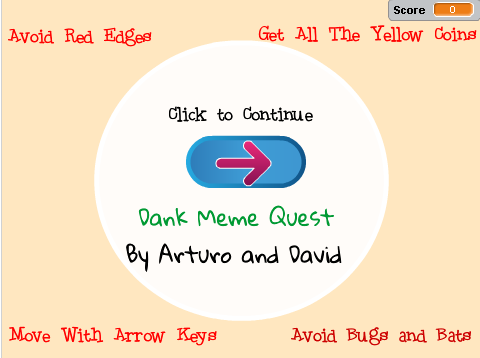 Score 0
Avoid Red Edges
Get All The Yellow Coins
Click to Continue
Dank Meme Quest
By Arturo and David
Move With Arrow Keys
Avoid Bugs and Bats